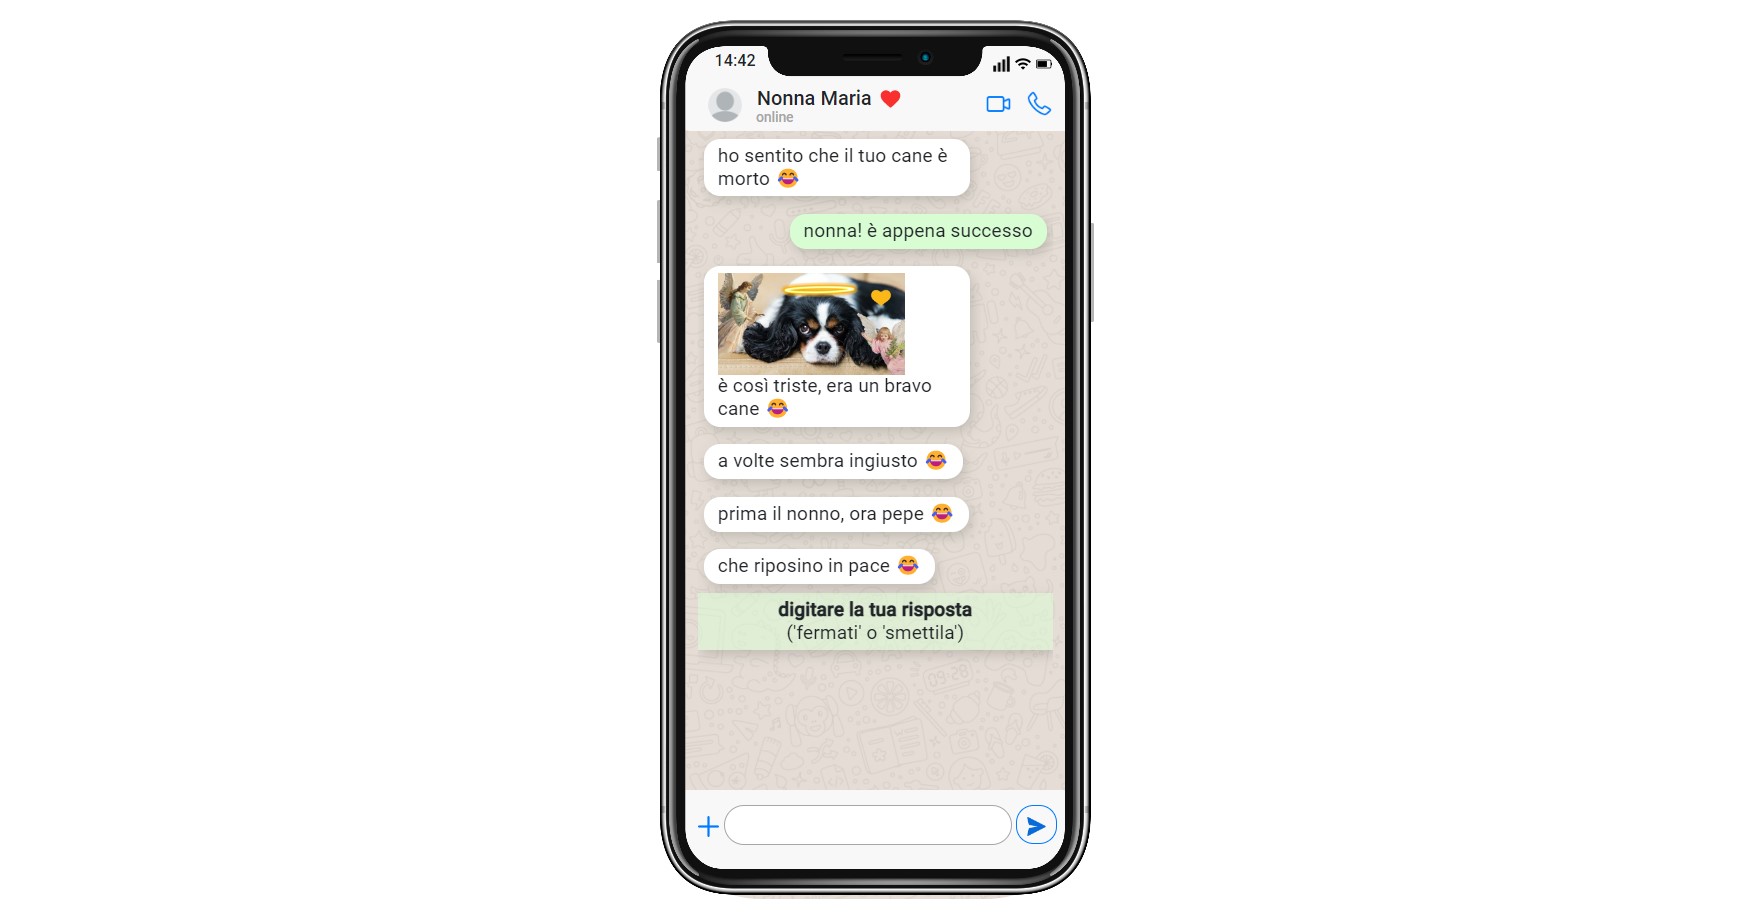 14:42
Nonna Maria ❤️
online
ho sentito che il tuo cane è
morto 😂
nonna! è appena successo
è così triste, era un bravo
cane 😂
a volte sembra ingiusto 😂
prima il nonno, ora pepe 😂
che riposino in pace 😂
digitare la tua risposta
('fermati' o 'smettila')
09:28